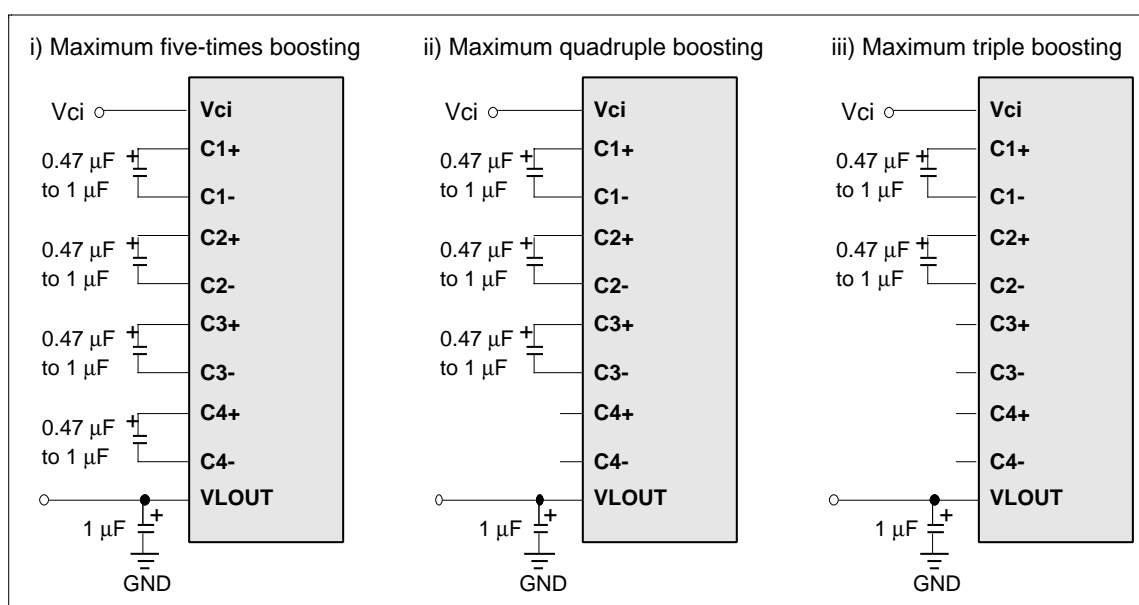 i) Maximum five-times boosting
Vci
Vci
0.47 μF
to 1 μF
+
C1+
C1-
0.47 μF
to 1 μF
+
C2+
C2-
0.47 μF
to 1 μF
+
C3+
C3-
0.47 μF
to 1 μF
+
C4+
C4-
VLOUT
1 μF
+
GND
ii) Maximum quadruple boosting
Vci
Vci
0.47 μF
to 1 μF
+
C1+
C1-
0.47 μF
to 1 μF
+
C2+
C2-
0.47 μF
to 1 μF
+
C3+
C3-
C4+
C4-
VLOUT
1 μF
+
GND
iii) Maximum triple boosting
Vci
Vci
0.47 μF
to 1 μF
+
C1+
C1-
0.47 μF
to 1 μF
+
C2+
C2-
C3+
C3-
C4+
C4-
VLOUT
1 μF
+
GND